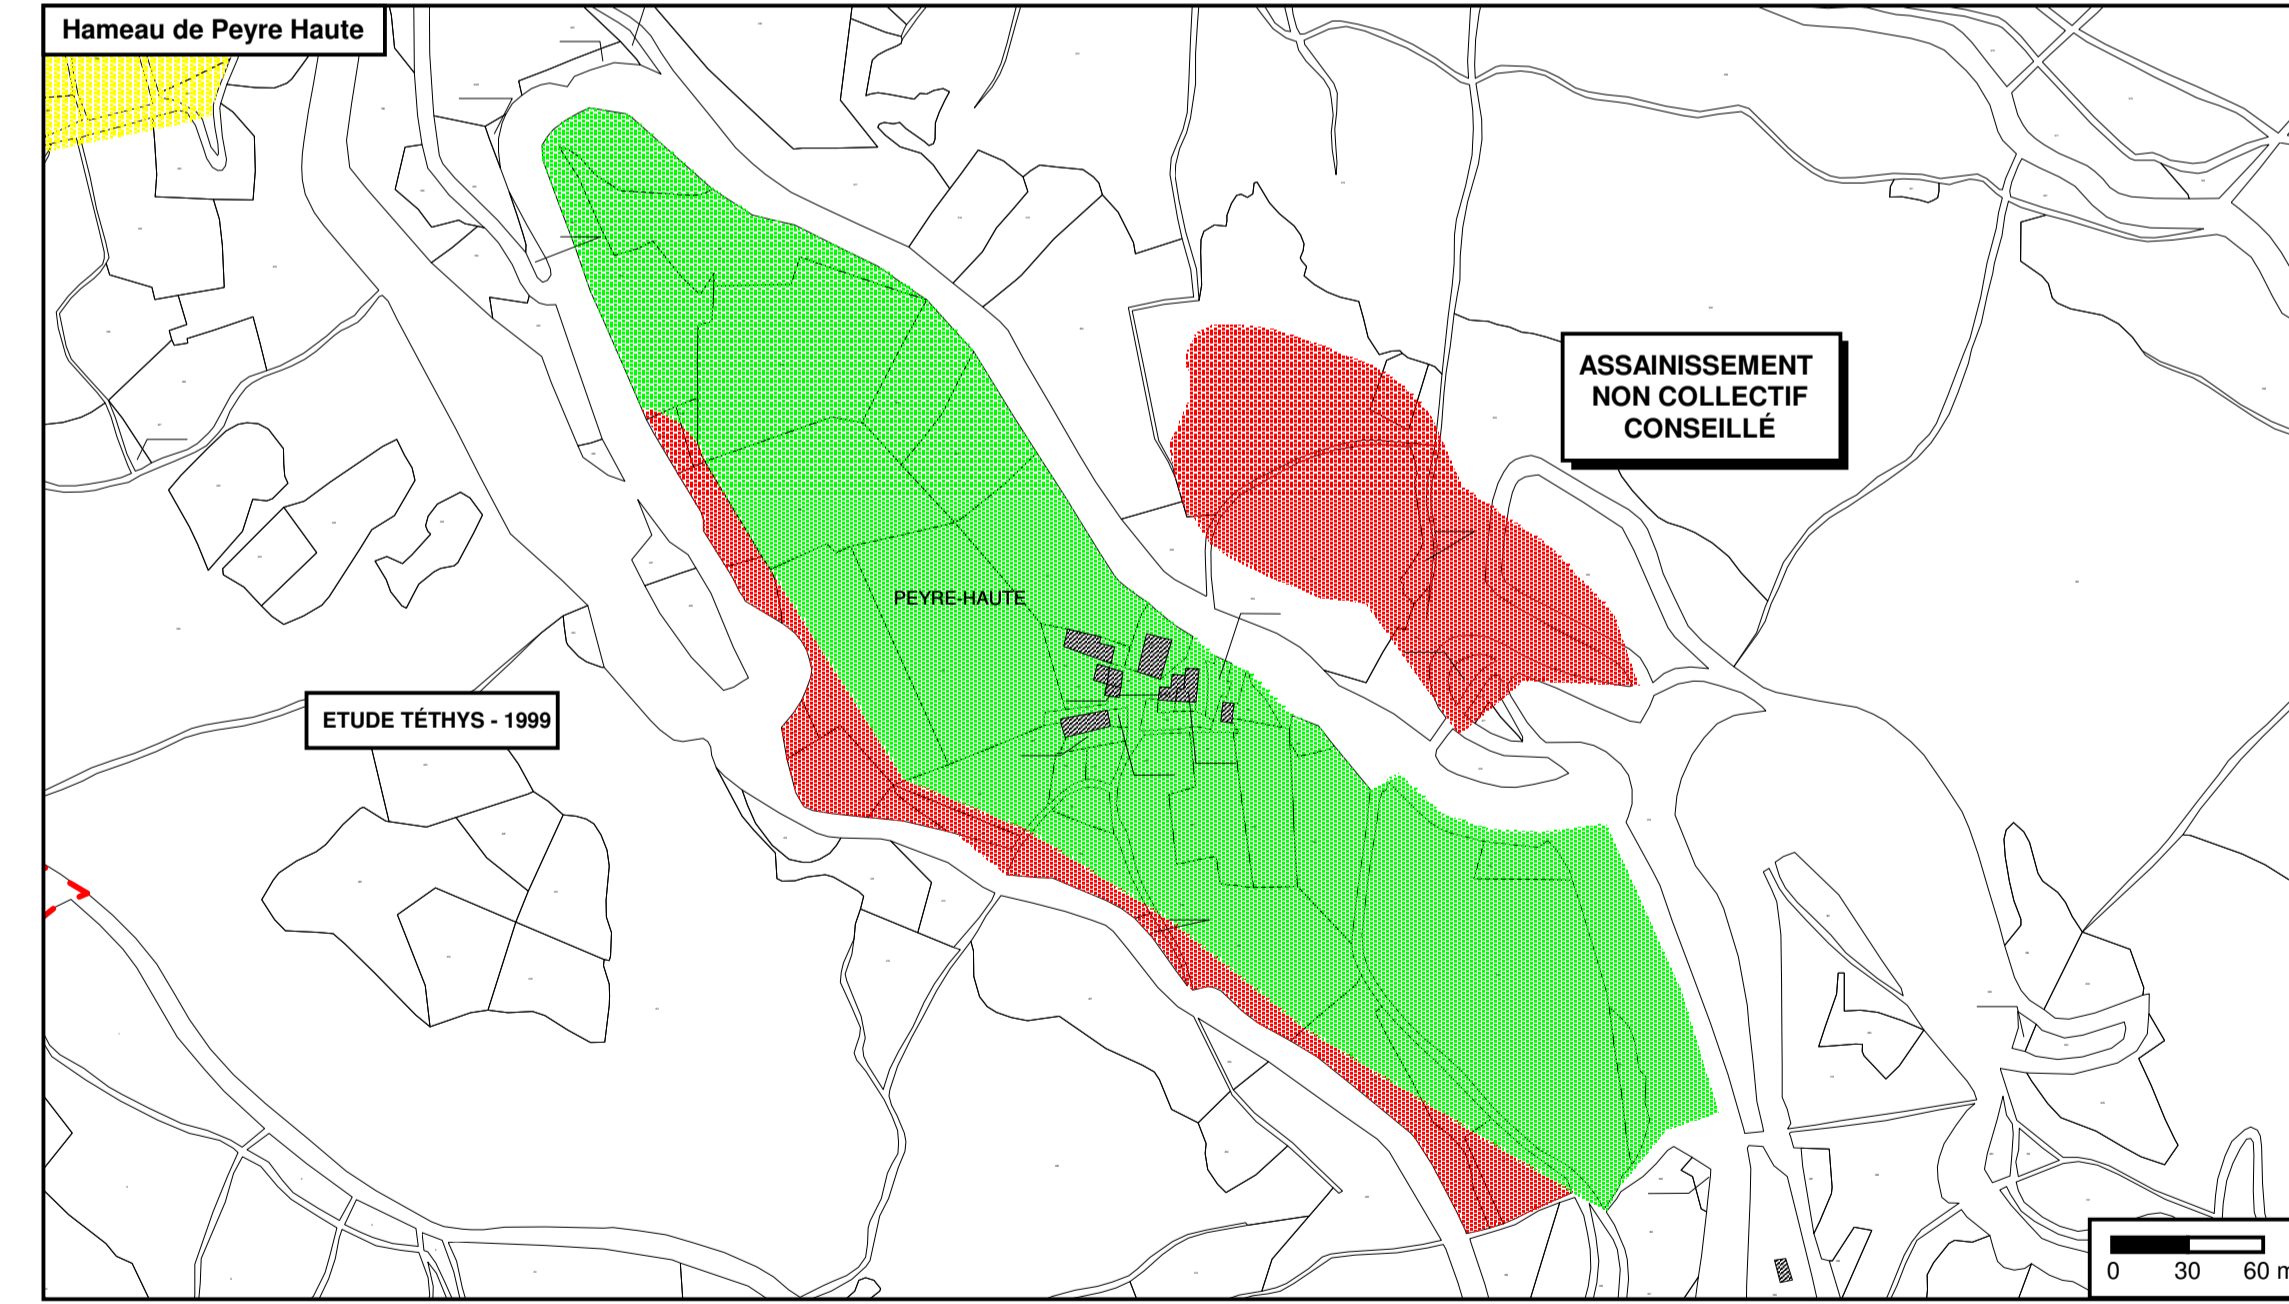 Hameau de Peyre Haute
ASSAINISSEMENT
NON COLLECTIF
CONSEILLÉ
PEYRE-HAUTE
ETUDE TÉTHYS - 1999
0 30 60 m